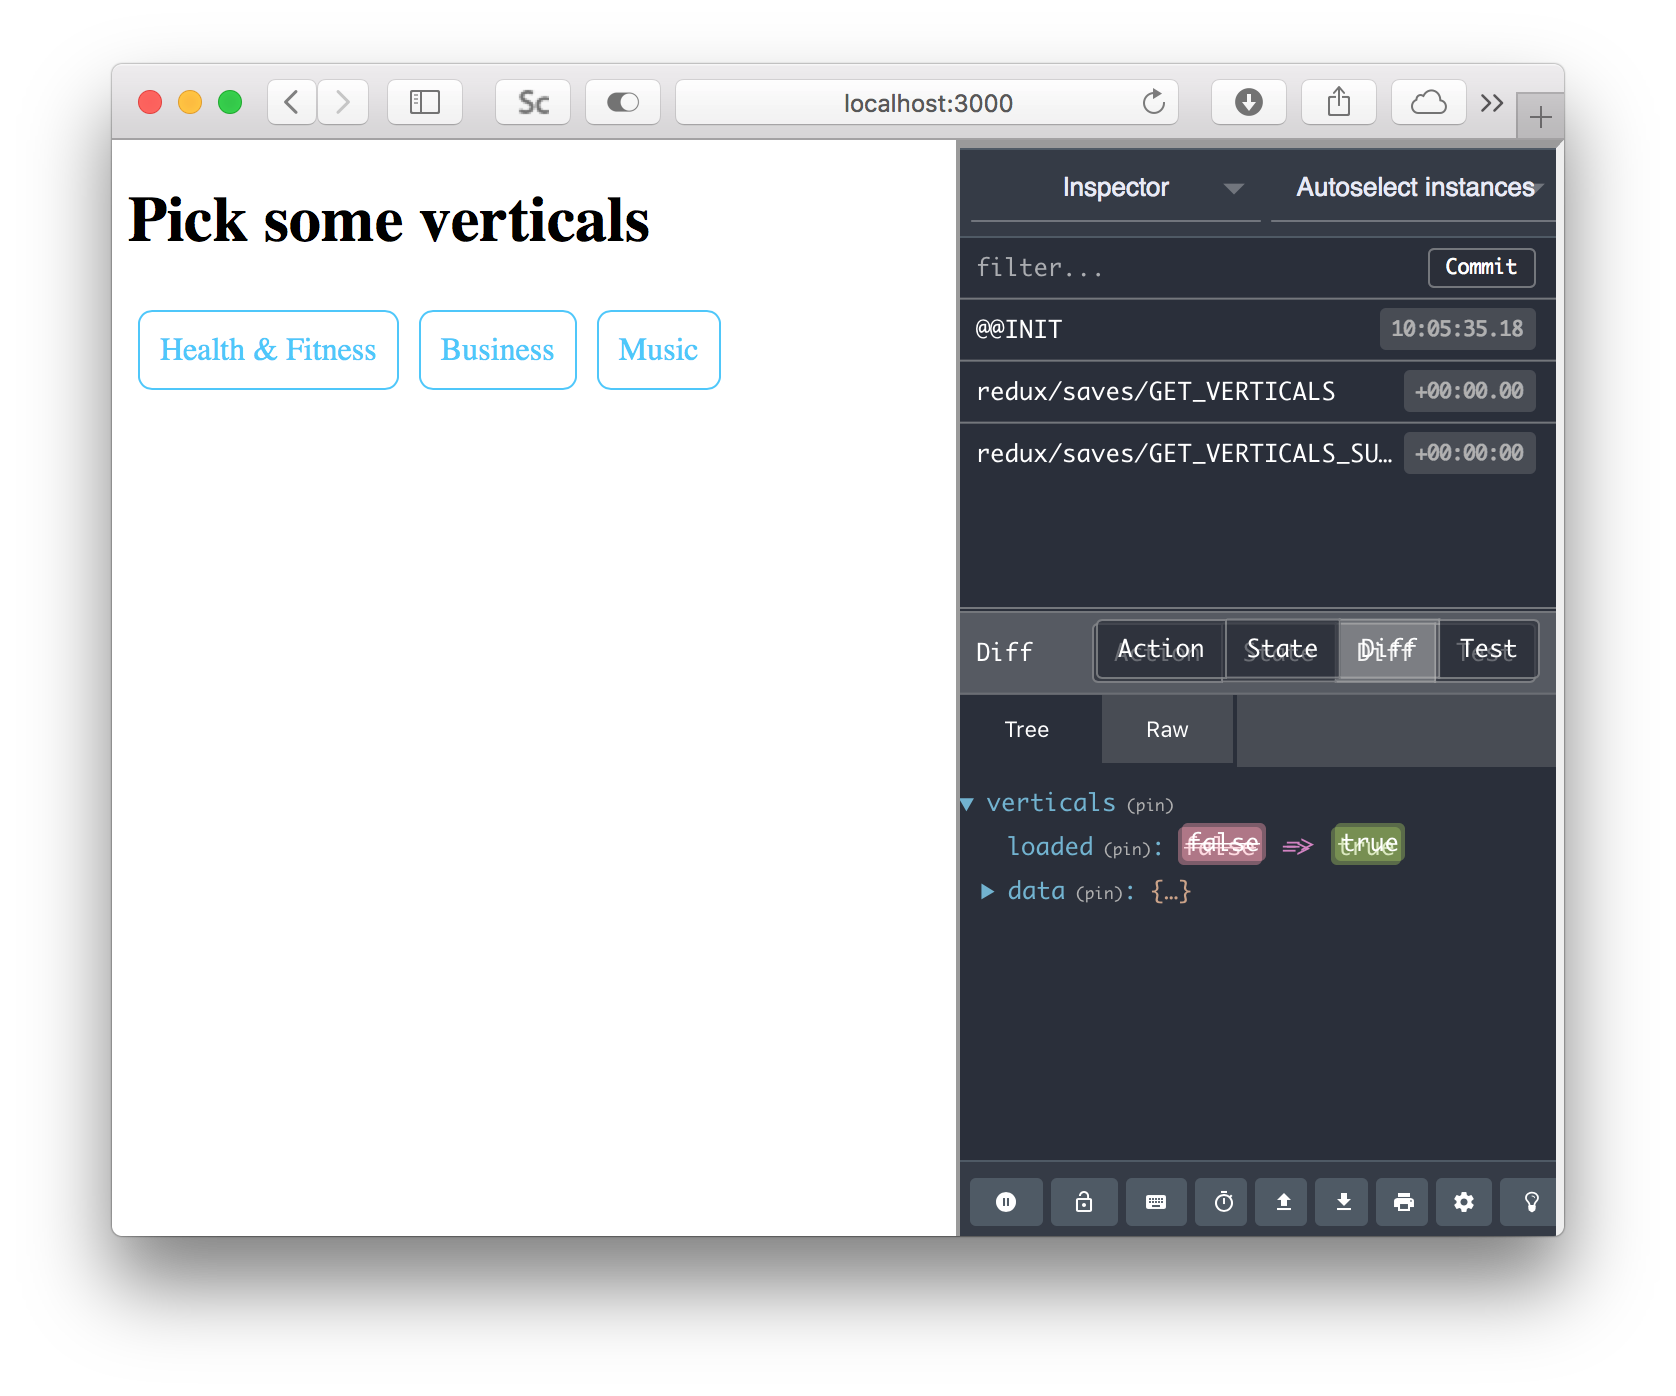 Sc
localhost:3000
Pick some verticals
Health & Fitness
Business
Music
Inspector
Autoselect instances
filter...
Commit
@@INIT
10:05:35.18
redux/saves/GET_VERTICALS
+00:00.00
redux/saves/GET_VERTICALS_SU…
+00:00:00
Diff
Action
State
Diff
Test
Tree
Raw
verticals (pin)
loaded (pin): false => true
data (pin): {…}